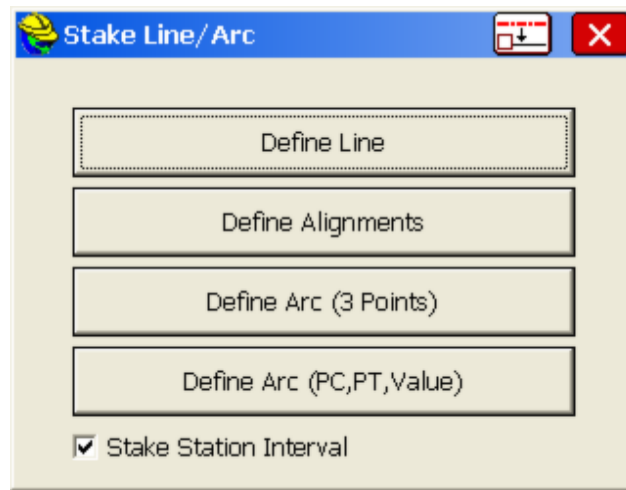 Stake Line/Arc
Define Line
Define Alignments
Define Arc (3 Points)
Define Arc (PC,PT,Value)
Stake Station Interval